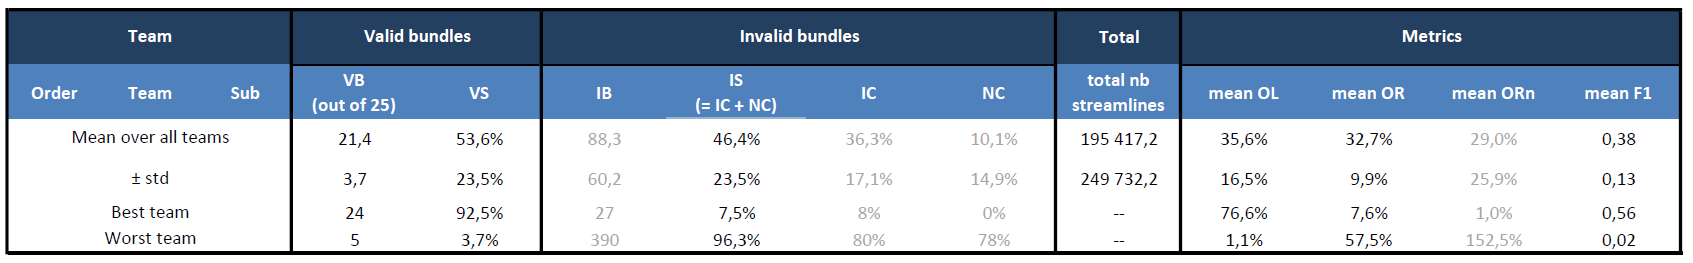 Team Valid bundles Invalid bundles Total Metrics
Order Team Sub VB (out of 25) VS IB IS (= IC + NC) IC NC total nb streamlines mean OL mean OR mean ORn mean F1
Mean over all teams 21,4 53,6% 88,3 46,4% 36,3% 10,1% 195 417,2 35,6% 32,7% 29,0% 0,38
± std 3,7 23,5% 60,2 23,5% 17,1% 14,9% 249 732,2 16,5% 9,9% 25,9% 0,13
Best team 24 92,5% 27 7,5% 8% 0% -- 76,6% 7,6% 1,0% 0,56
Worst team 5 3,7% 390 96,3% 80% 78% -- 1,1% 57,5% 152,5% 0,02